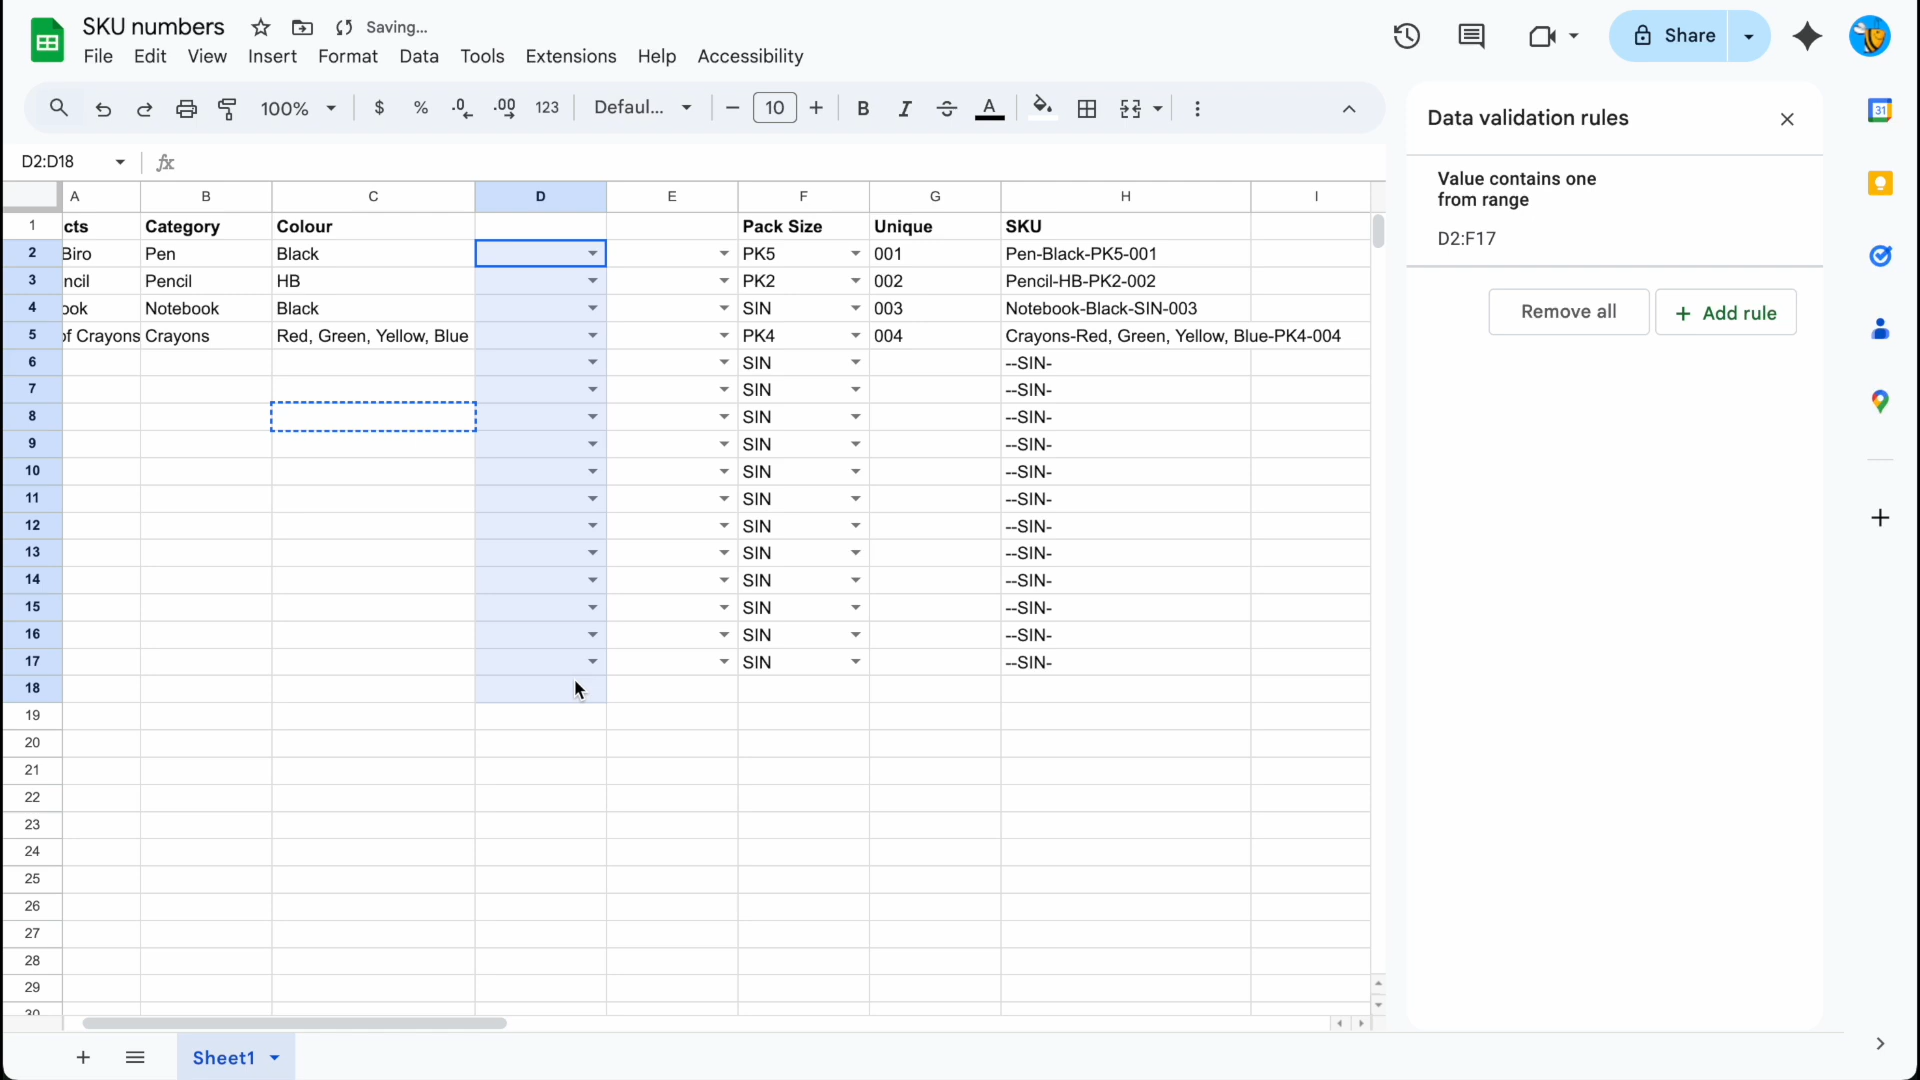 SKU numbers Saving...
File Edit View Insert Format Data Tools Extensions Help Accessibility
Share
100% $ % .0 .00 123 Defaul... 10 B I S A
D2:D18 fx
Data validation rules
Value contains one
from range
D2:F17
Remove all + Add rule
31
A B C D E F G H I
1 cts Category Colour Pack Size Unique SKU
2 Biro Pen Black PK5 001 Pen-Black-PK5-001
3 ncil Pencil HB PK2 002 Pencil-HB-PK2-002
4 ook Notebook Black SIN 003 Notebook-Black-SIN-003
5 of Crayons Crayons Red, Green, Yellow, Blue PK4 004 Crayons-Red, Green, Yellow, Blue-PK4-004
6 SIN --SIN-
7 SIN --SIN-
8 SIN --SIN-
9 SIN --SIN-
10 SIN --SIN-
11 SIN --SIN-
12 SIN --SIN-
13 SIN --SIN-
14 SIN --SIN-
15 SIN --SIN-
16 SIN --SIN-
17 SIN --SIN-
18
19
20
21
22
23
24
25
26
27
28
29
30
Sheet1